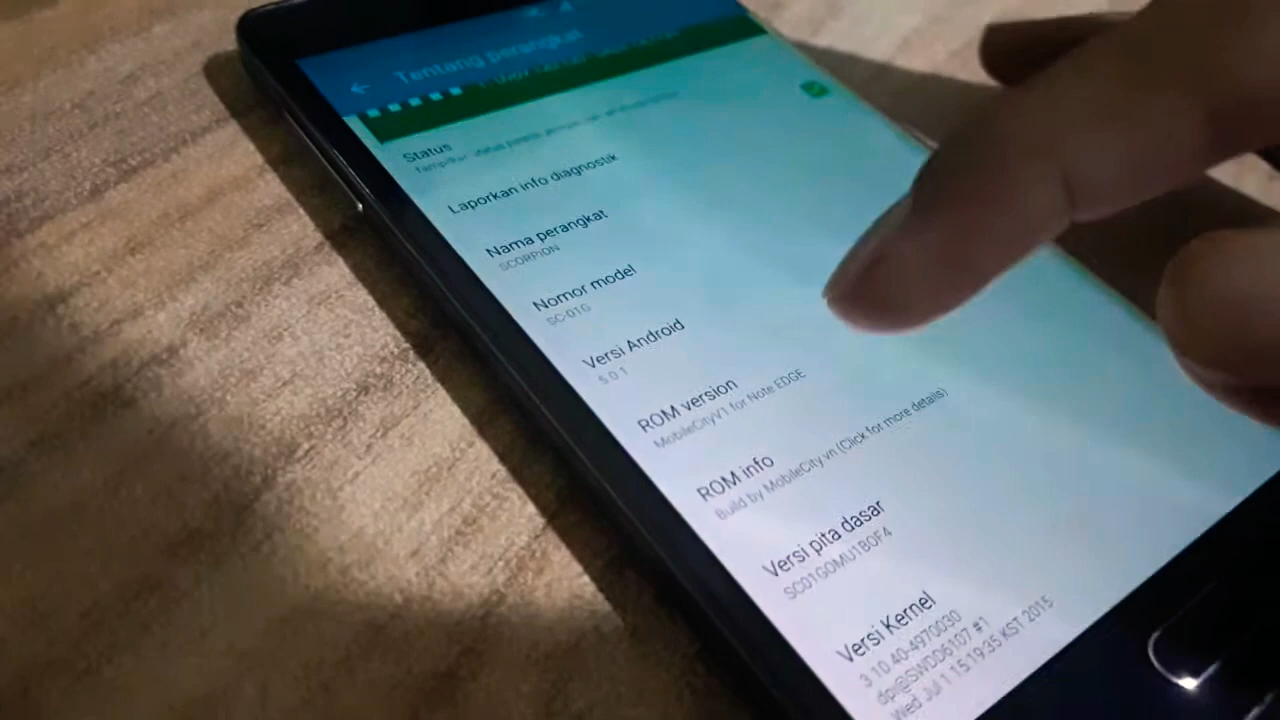 Tentang perangkat
Status
Laporkan info diagnostik
Nama perangkat
SCORPION
Nomor model
SC-01G
Versi Android
5.0.1
ROM version
MobileCityV1 for Note EDGE
ROM info
Build by MobileCity.vn (Click for more details)
Versi pita dasar
SC01GOMU1BOF4
Versi Kernel
3.10.40-4970030
dpi@SWDD6107 #1
Wed Jul 1 15:19:35 KST 2015